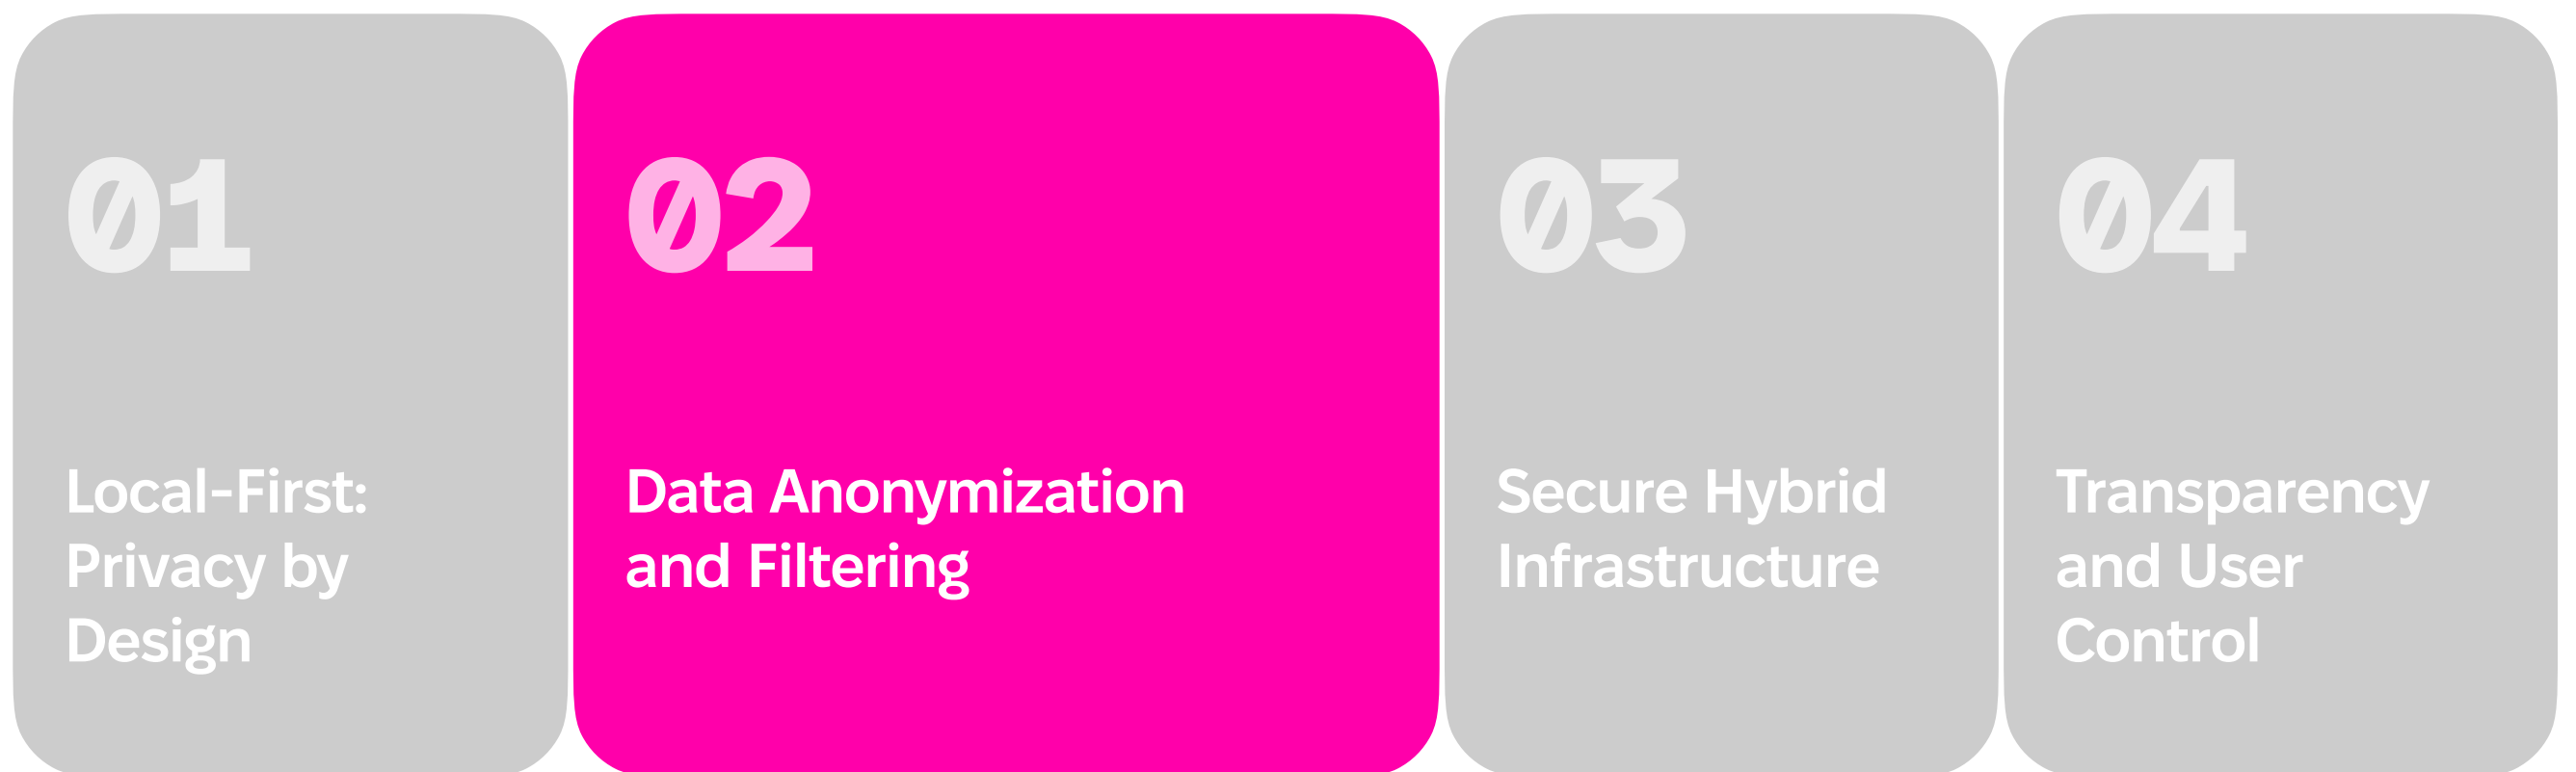 01
Local-First:
Privacy by
Design
02
Data Anonymization
and Filtering
03
Secure Hybrid
Infrastructure
04
Transparency
and User
Control